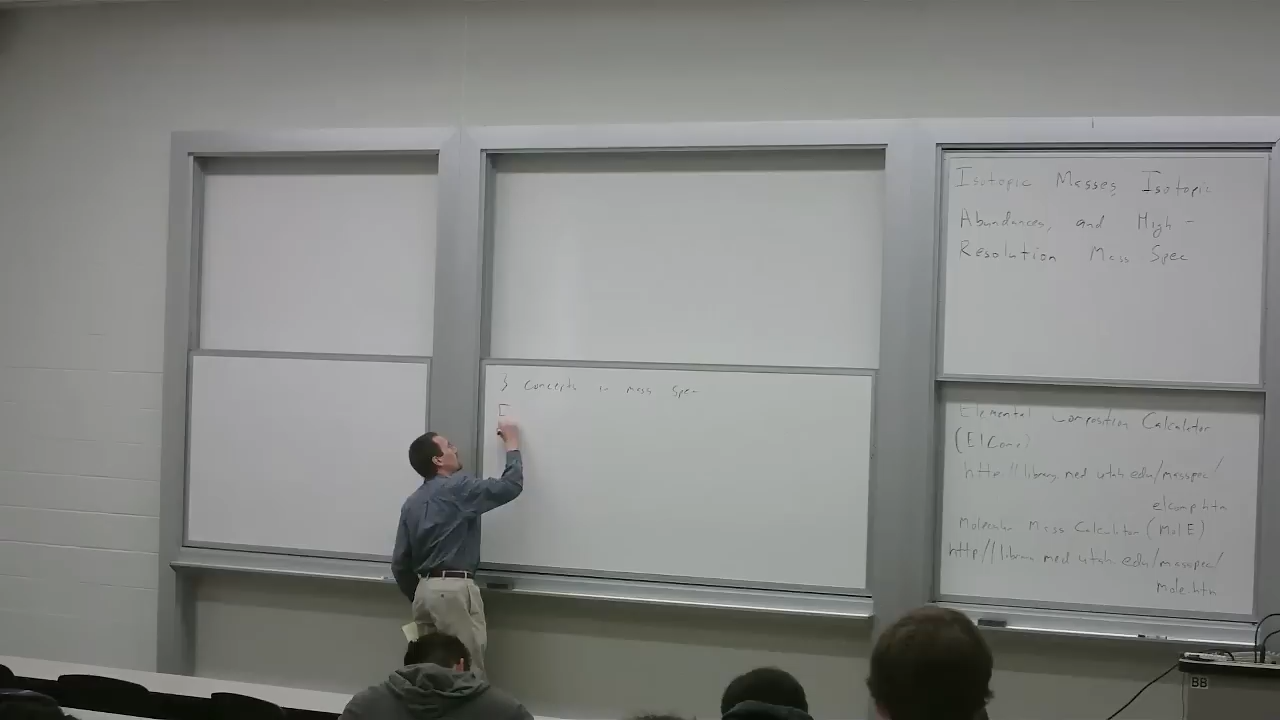 3 Concepts in mass Spec
I
Isotopic Masses, Isotopic
Abundances, and High-
Resolution Mass Spec
Elemental Composition Calculator
(ElComp)
http://library.med.utah.edu/masspec/
elcomp.htm
Molecular Mass Calculator (MolE)
http://library.med.utah.edu/masspec/
mole.htm
BB